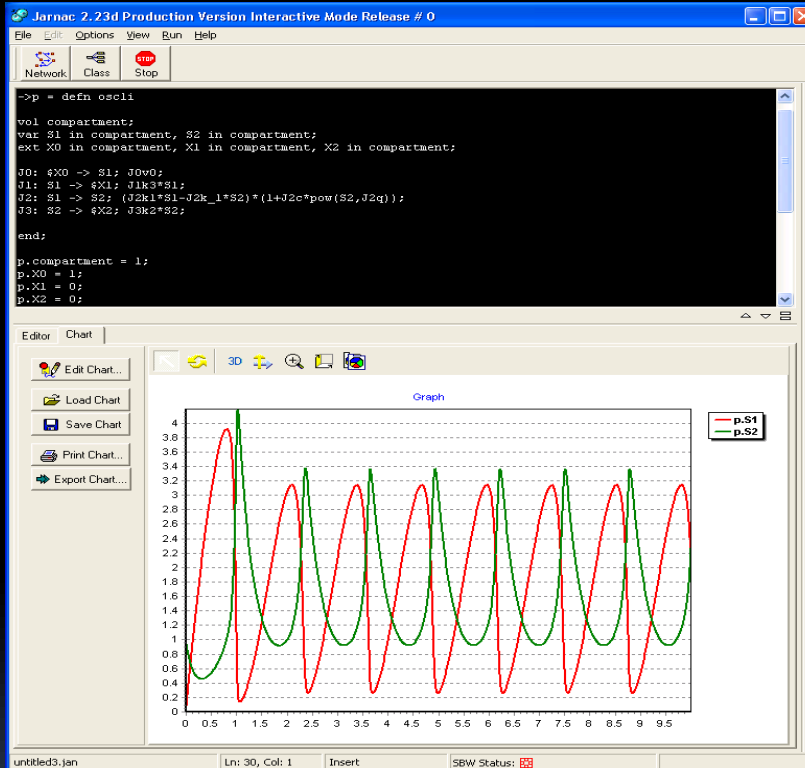 Jarnac 2.23d Production Version Interactive Mode Release # 0
File Edit Options View Run Help
Network Class Stop
STOP
->p = defn oscli
vol compartment;
var S1 in compartment, S2 in compartment;
ext X0 in compartment, X1 in compartment, X2 in compartment;
J0: $X0 -> S1; J0v0;
J1: S1 -> $X1; J1k3*S1;
J2: S1 -> S2; (J2k1*S1-J2k_1*S2)*(1+J2c*pow(S2,J2q));
J3: S2 -> $X2; J3k2*S2;
end;
p.compartment = 1;
p.X0 = 1;
p.X1 = 0;
p.X2 = 0;
Editor Chart
Edit Chart...
Load Chart
Save Chart
Print Chart...
Export Chart....
3D
Graph
p.S1
p.S2
4
3.8
3.6
3.4
3.2
3
2.8
2.6
2.4
2.2
2
1.8
1.6
1.4
1.2
1
0.8
0.6
0.4
0.2
0
0 0.5 1 1.5 2 2.5 3 3.5 4 4.5 5 5.5 6 6.5 7 7.5 8 8.5 9 9.5
untitled3.jan Ln: 30, Col: 1 Insert SBW Status: